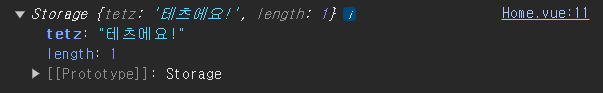 ▼ Storage {tetz: '테츠에요!', length: 1} i Home.vue:11
tetz: "테츠에요!"
length: 1
▶ [[Prototype]]: Storage